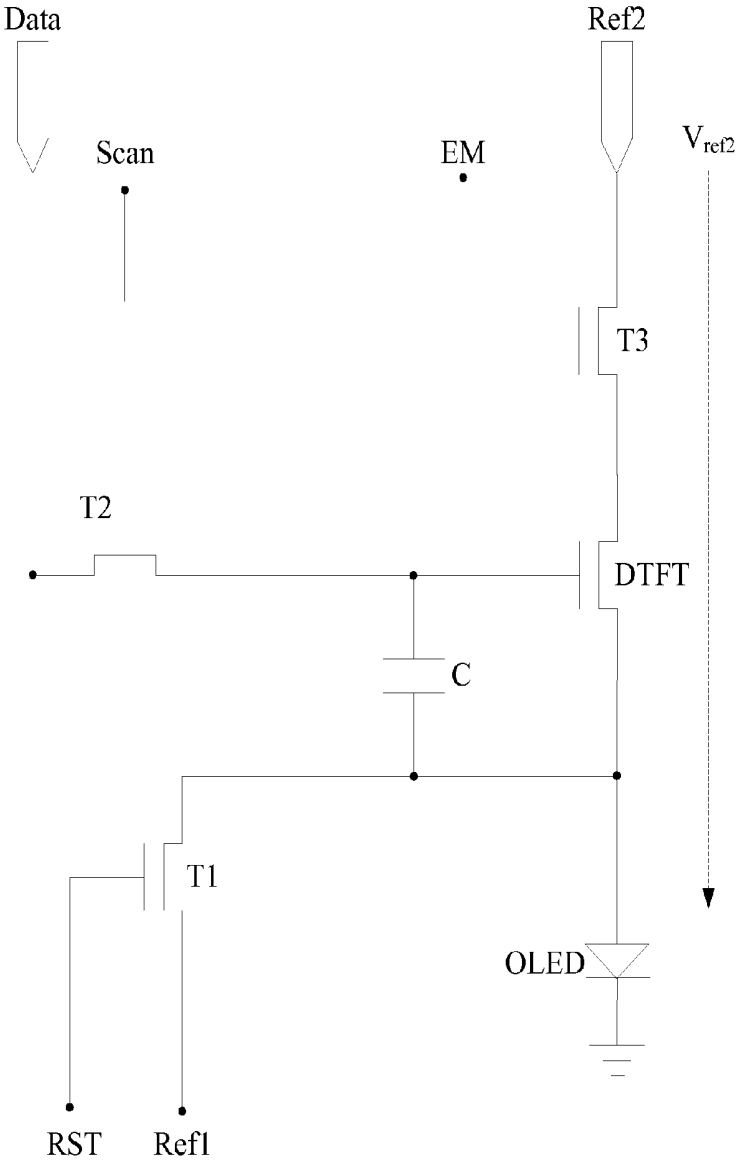 Data
Ref2
Scan
EM
Vref2
T3
T2
DTFT
C
T1
OLED
RST
Ref1